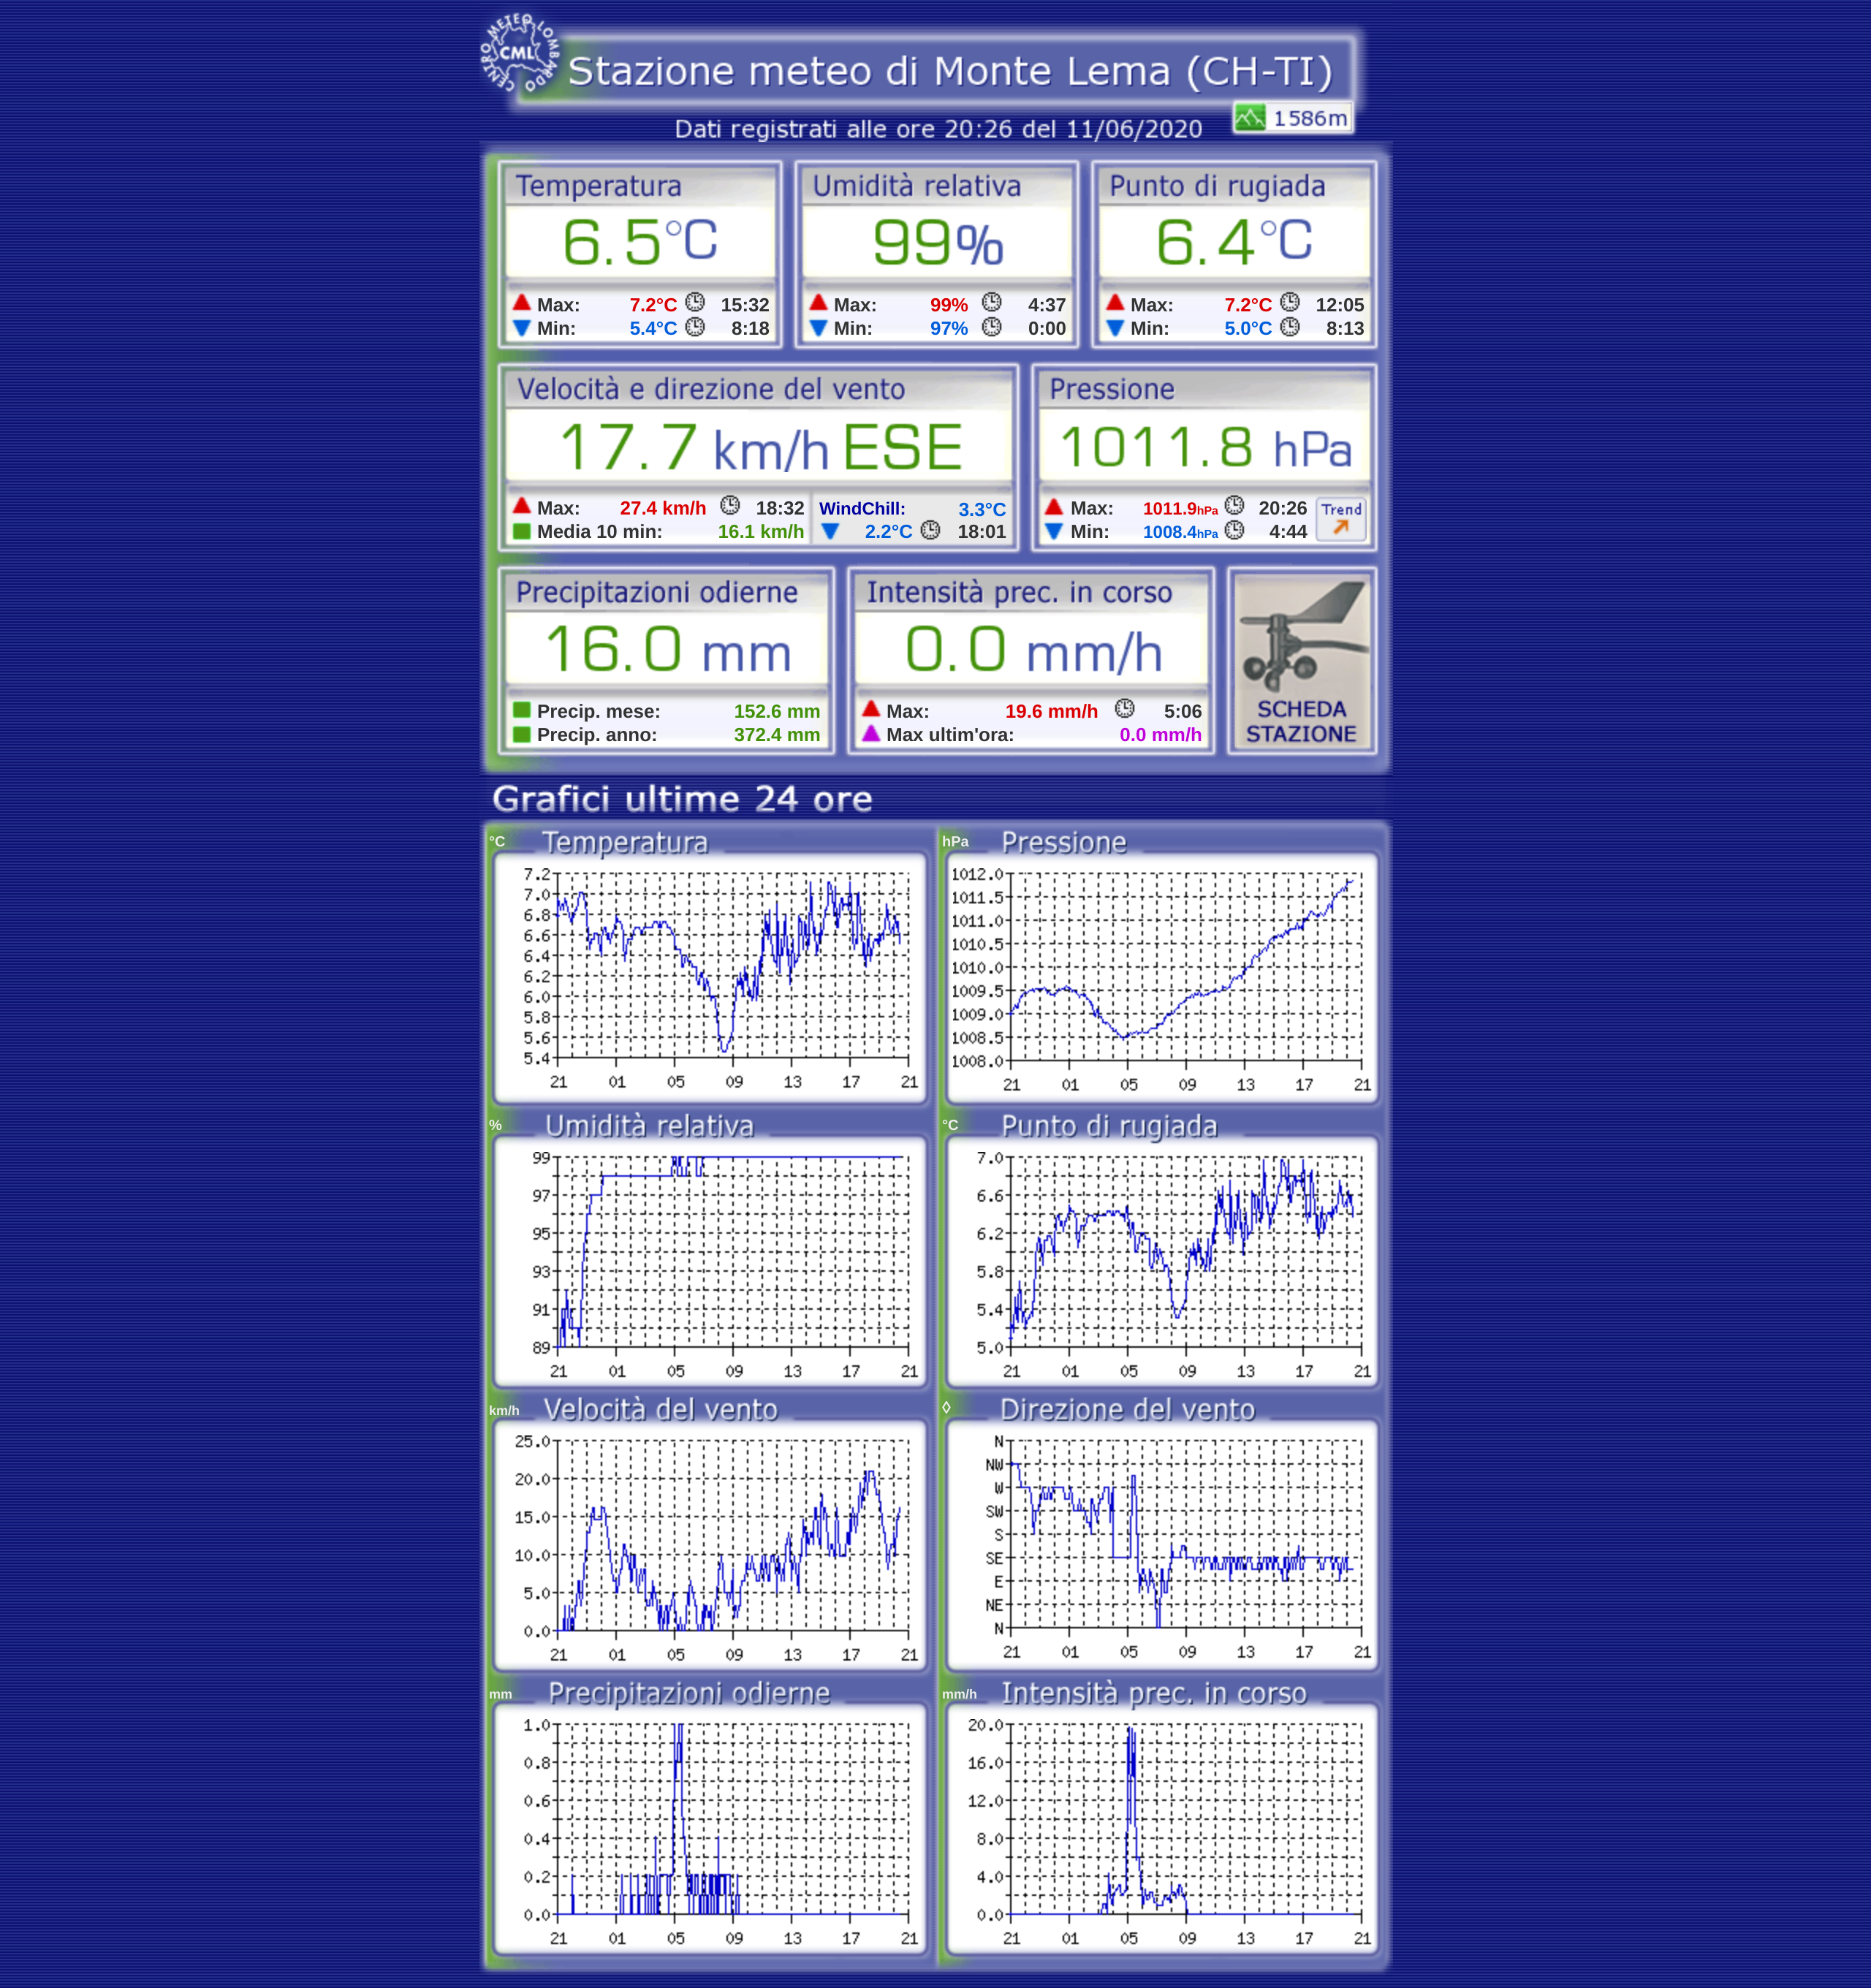 CENTRO METEO LOMBARDO
CML
Stazione meteo di Monte Lema (CH-TI)
1586m
Dati registrati alle ore 20:26 del 11/06/2020
Temperatura
6.5°C
Max: 7.2°C 15:32
Min: 5.4°C 8:18
Umidità relativa
99%
Max: 99% 4:37
Min: 97% 0:00
Punto di rugiada
6.4°C
Max: 7.2°C 12:05
Min: 5.0°C 8:13
Velocità e direzione del vento
17.7 km/h ESE
Max: 27.4 km/h 18:32
Media 10 min: 16.1 km/h
WindChill: 3.3°C
2.2°C 18:01
Pressione
1011.8 hPa
Max: 1011.9hPa 20:26
Min: 1008.4hPa 4:44
Trend
Precipitazioni odierne
16.0 mm
Precip. mese: 152.6 mm
Precip. anno: 372.4 mm
Intensità prec. in corso
0.0 mm/h
Max: 19.6 mm/h 5:06
Max ultim'ora: 0.0 mm/h
SCHEDA
STAZIONE
Grafici ultime 24 ore
°C Temperatura
7.2
7.0
6.8
6.6
6.4
6.2
6.0
5.8
5.6
5.4
21 01 05 09 13 17 21
hPa Pressione
1012.0
1011.5
1011.0
1010.5
1010.0
1009.5
1009.0
1008.5
1008.0
21 01 05 09 13 17 21
% Umidità relativa
99
97
95
93
91
89
21 01 05 09 13 17 21
°C Punto di rugiada
7.0
6.6
6.2
5.8
5.4
5.0
21 01 05 09 13 17 21
km/h Velocità del vento
25.0
20.0
15.0
10.0
5.0
0.0
21 01 05 09 13 17 21
◊ Direzione del vento
N
NW
W
SW
S
SE
E
NE
N
21 01 05 09 13 17 21
mm Precipitazioni odierne
1.0
0.8
0.6
0.4
0.2
0.0
21 01 05 09 13 17 21
mm/h Intensità prec. in corso
20.0
16.0
12.0
8.0
4.0
0.0
21 01 05 09 13 17 21